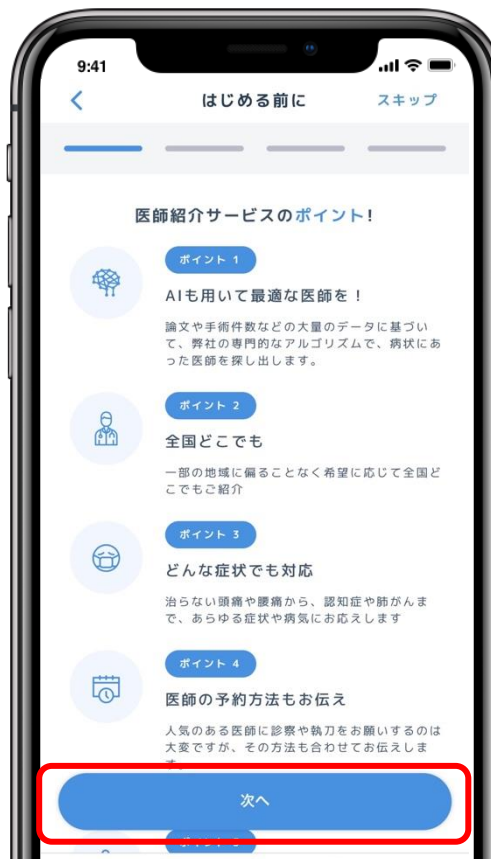 9:41
はじめる前に
スキップ
医師紹介サービスのポイント!
ポイント 1
AIも用いて最適な医師を！
論文や手術件数などの大量のデータに基づい
て、弊社の専門的なアルゴリズムで、病状にあ
った医師を探し出します。
ポイント 2
全国どこでも
一部の地域に偏ることなく希望に応じて全国ど
こでもご紹介
ポイント 3
どんな症状でも対応
治らない頭痛や腰痛から、認知症や肺がんま
で、あらゆる症状や病気にお応えします
ポイント 4
医師の予約方法もお伝え
人気のある医師に診察や執刀をお願いするのは
大変ですが、その方法も合わせてお伝えしま
す。
次へ